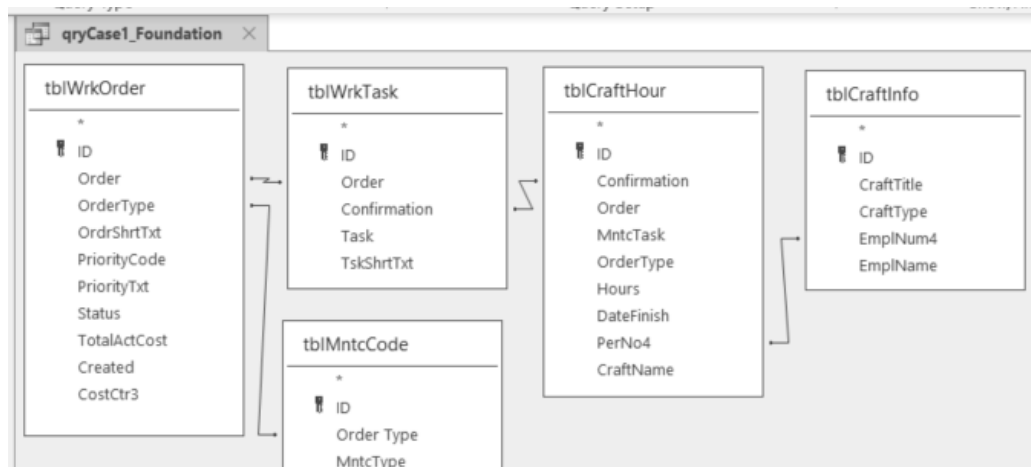 qryCase1_Foundation
tblWrkOrder
*
ID
Order
OrderType
OrdrShrtTxt
PriorityCode
PriorityTxt
Status
TotalActCost
Created
CostCtr3
tblWrkTask
*
ID
Order
Confirmation
Task
TskShrtTxt
tblMntcCode
*
ID
Order Type
MntcType
tblCraftHour
*
ID
Confirmation
Order
MntcTask
OrderType
Hours
DateFinish
PerNo4
CraftName
tblCraftInfo
*
ID
CraftTitle
CraftType
EmplNum4
EmplName